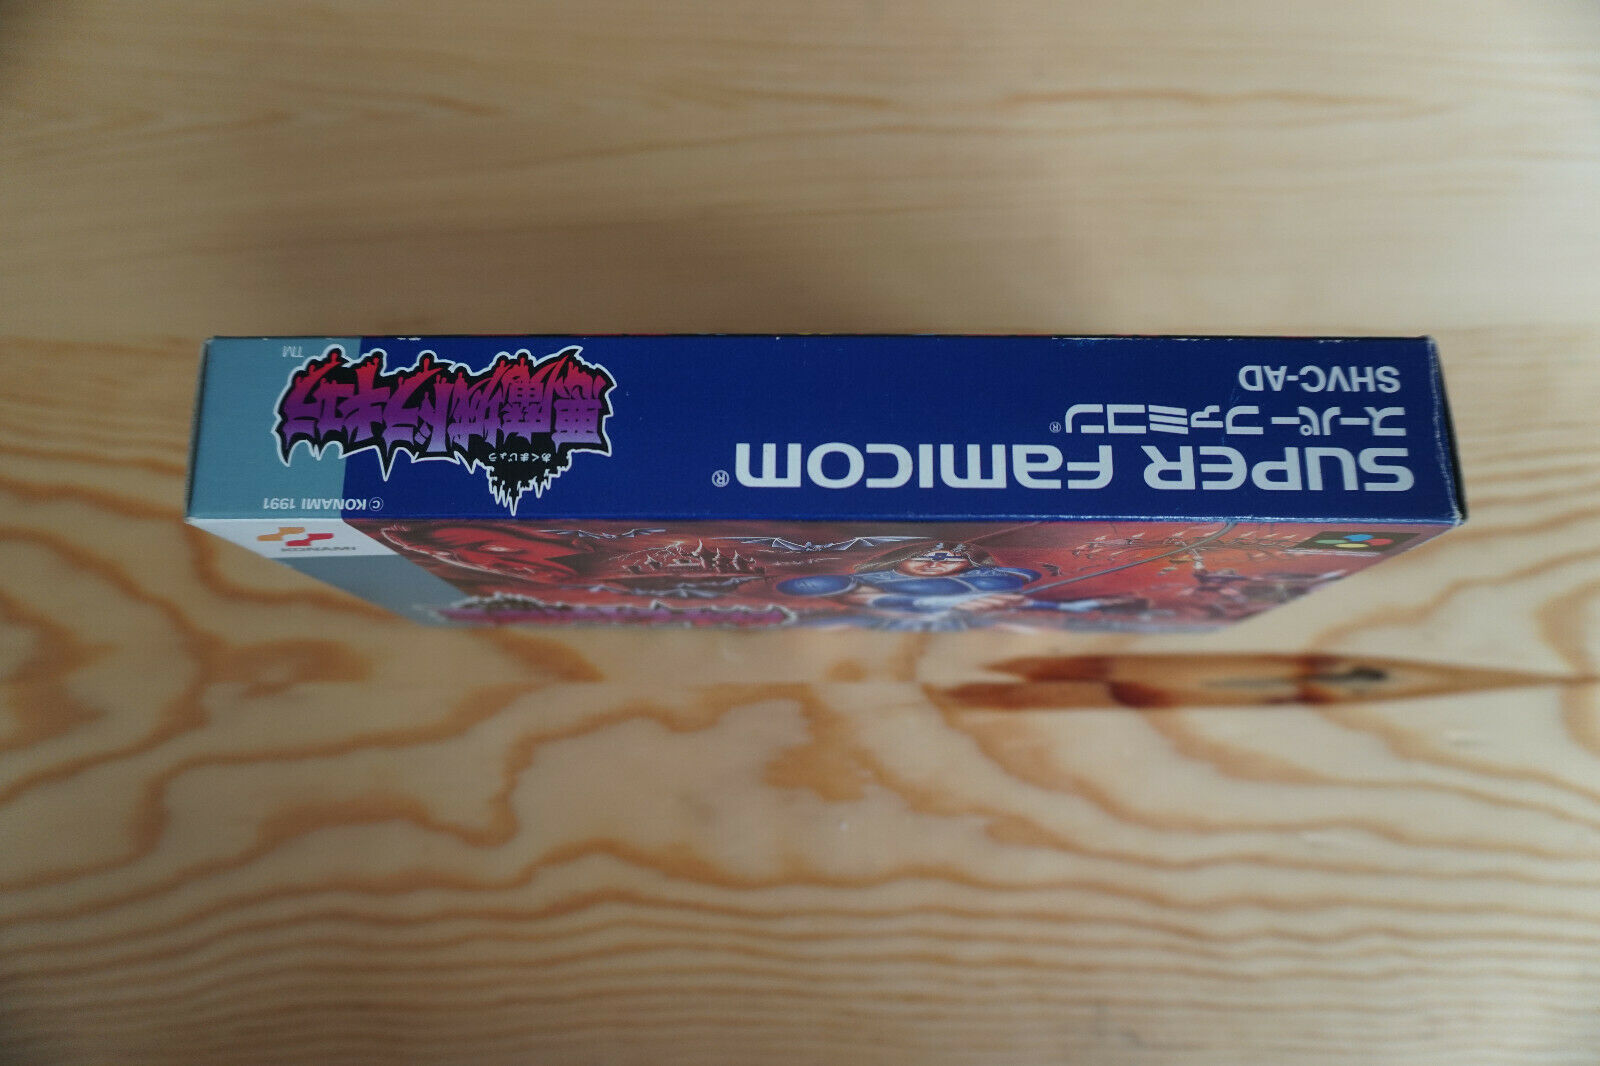 SHVC-AD
スーパーファミコン®
SUPER FAMICOM®
悪魔城ドラキュラ
あくまじょう
TM
© KONAMI 1991
KONAMI